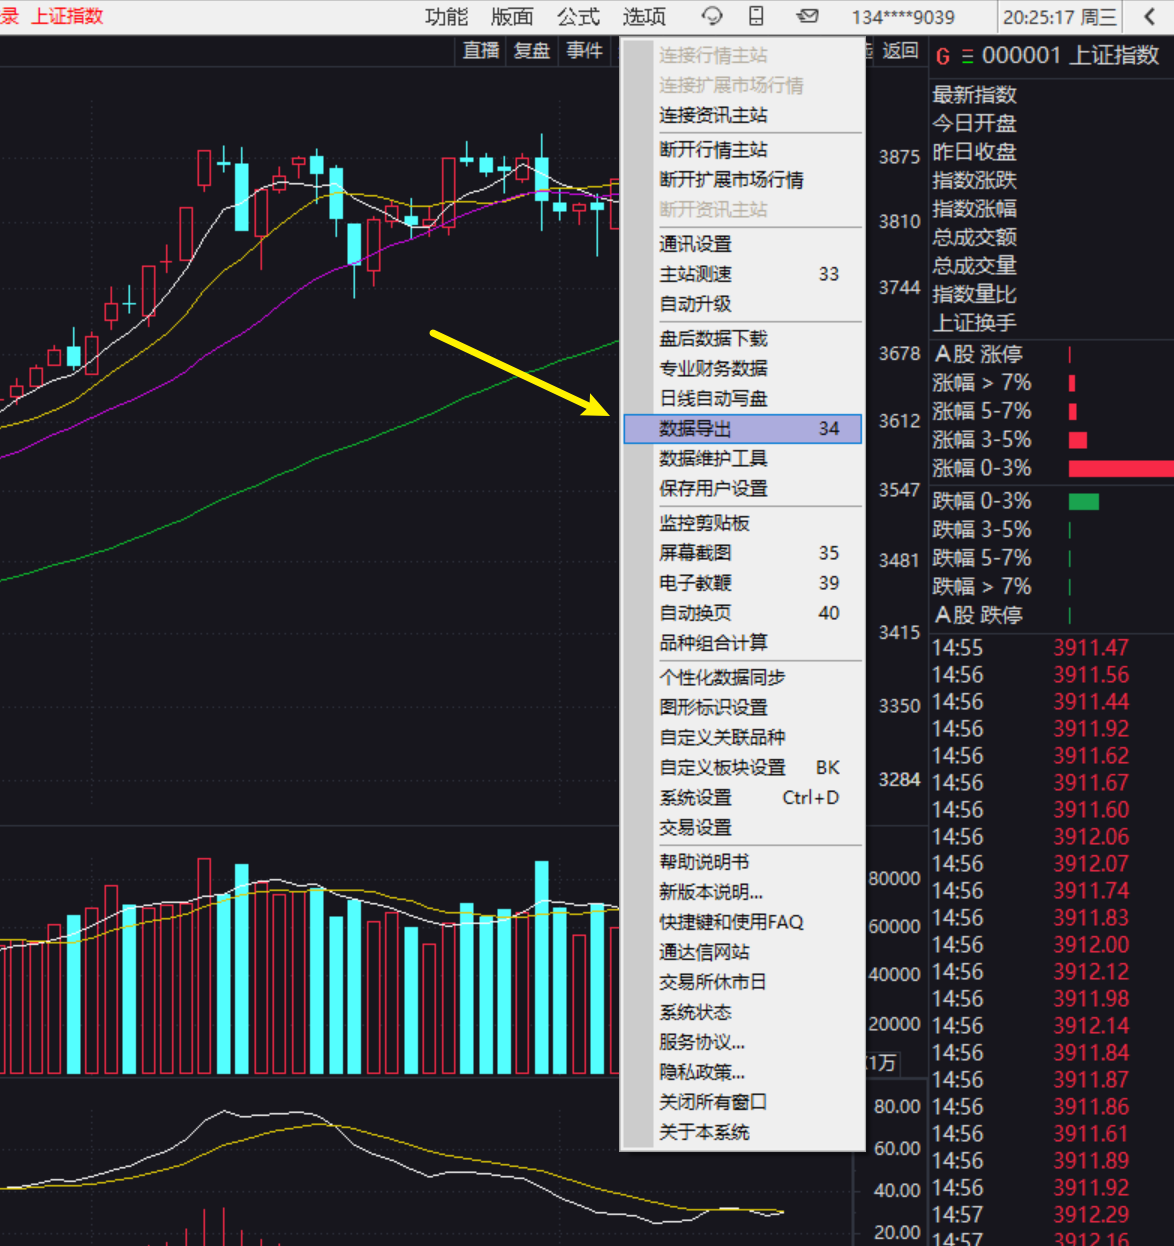 录 上证指数
功能 版面 公式 选项 134****9039 20:25:17 周三
直播 复盘 事件 返回
G 000001 上证指数
连接行情主站
连接扩展市场行情
连接资讯主站
断开行情主站
断开扩展市场行情
断开资讯主站
通讯设置
主站测速 33
自动升级
盘后数据下载
专业财务数据
日线自动写盘
数据导出 34
数据维护工具
保存用户设置
监控剪贴板
屏幕截图 35
电子教鞭 39
自动换页 40
品种组合计算
个性化数据同步
图形标识设置
自定义关联品种
自定义板块设置 BK
系统设置 Ctrl+D
交易设置
帮助说明书
新版本说明...
快捷键和使用FAQ
通达信网站
交易所休市日
系统状态
服务协议...
隐私政策...
关闭所有窗口
关于本系统
3875
3810
3744
3678
3612
3547
3481
3415
3350
3284
80000
60000
40000
20000
X1万
80.00
60.00
40.00
20.00
最新指数
今日开盘
昨日收盘
指数涨跌
指数涨幅
总成交额
总成交量
指数量比
上证换手
A股 涨停
涨幅 > 7%
涨幅 5-7%
涨幅 3-5%
涨幅 0-3%
跌幅 0-3%
跌幅 3-5%
跌幅 5-7%
跌幅 > 7%
A股 跌停
14:55 3911.47
14:56 3911.56
14:56 3911.44
14:56 3911.92
14:56 3911.62
14:56 3911.67
14:56 3911.60
14:56 3912.06
14:56 3912.07
14:56 3911.74
14:56 3911.83
14:56 3912.00
14:56 3912.12
14:56 3911.98
14:56 3912.14
14:56 3911.84
14:56 3911.87
14:56 3911.86
14:56 3911.61
14:56 3911.89
14:56 3911.92
14:57 3912.29
14:57 3912.16